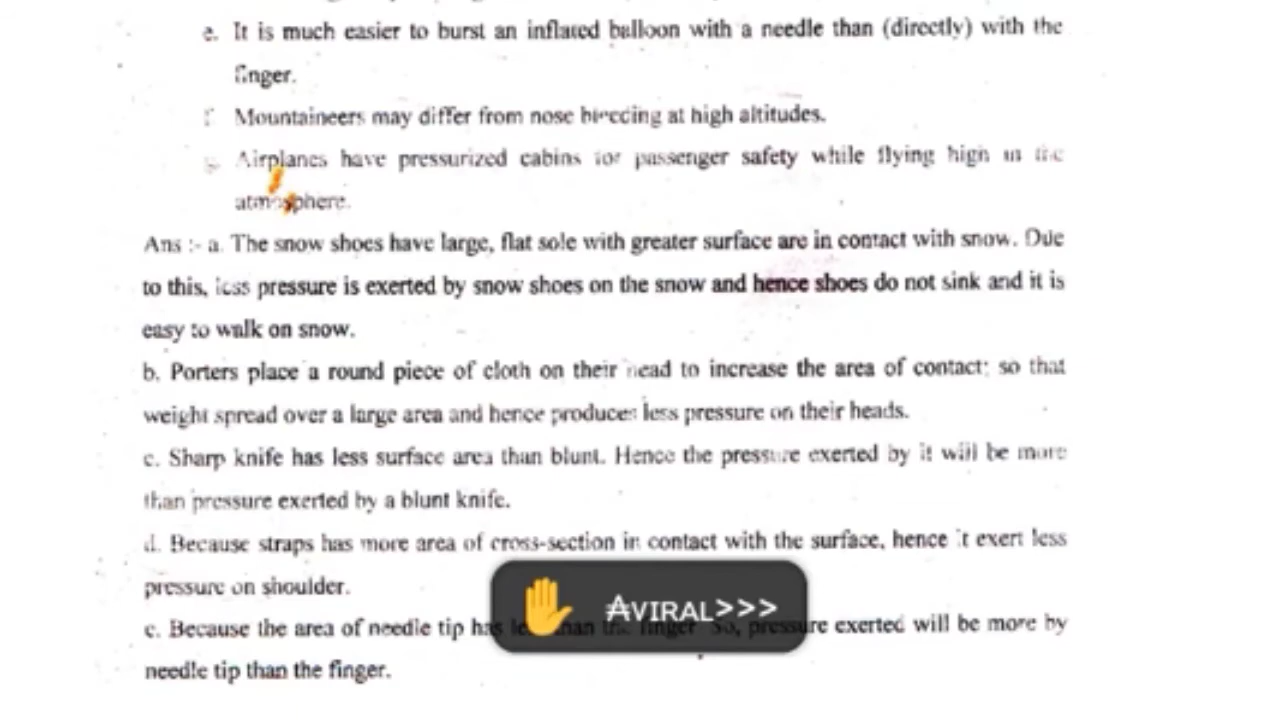 e. It is much easier to burst an inflated balloon with a needle than (directly) with the
finger.
f. Mountaineers may differ from nose bleeding at high altitudes.
Airplanes have pressurized cabins for passenger safety while flying high in the
atmosphere.
Ans :- a. The snow shoes have large, flat sole with greater surface are in contact with snow. Due
to this, less pressure is exerted by snow shoes on the snow and hence shoes do not sink and it is
easy to walk on snow.
b. Porters place a round piece of cloth on their head to increase the area of contact; so that
weight spread over a large area and hence produces less pressure on their heads.
c. Sharp knife has less surface area than blunt. Hence the pressure exerted by it will be more
than pressure exerted by a blunt knife.
d. Because straps has more area of cross-section in contact with the surface, hence it exert less
pressure on shoulder.
AVIRAL>>>
e. Because the area of needle tip has less than the finger So, pressure exerted will be more by
needle tip than the finger.